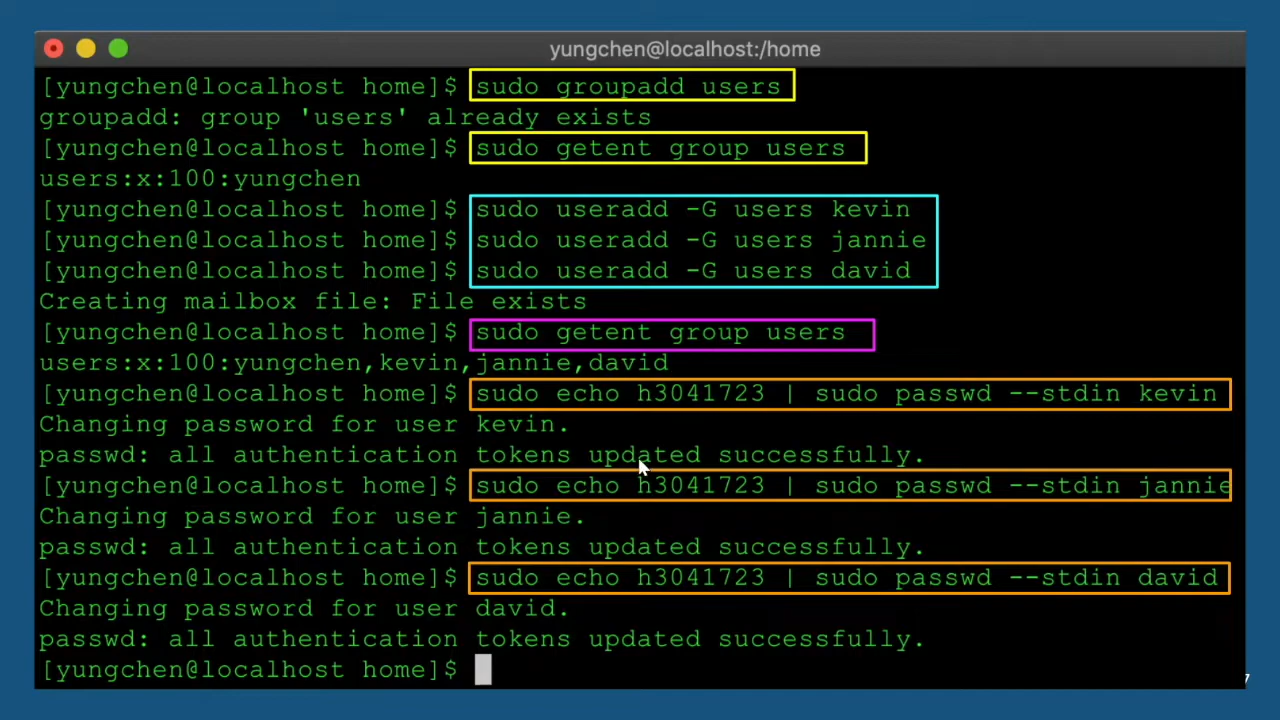 yungchen@localhost:/home
[yungchen@localhost home]$ sudo groupadd users
groupadd: group 'users' already exists
[yungchen@localhost home]$ sudo getent group users
users:x:100:yungchen
[yungchen@localhost home]$ sudo useradd -G users kevin
[yungchen@localhost home]$ sudo useradd -G users jannie
[yungchen@localhost home]$ sudo useradd -G users david
Creating mailbox file: File exists
[yungchen@localhost home]$ sudo getent group users
users:x:100:yungchen,kevin,jannie,david
[yungchen@localhost home]$ sudo echo h3041723 | sudo passwd --stdin kevin
Changing password for user kevin.
passwd: all authentication tokens updated successfully.
[yungchen@localhost home]$ sudo echo h3041723 | sudo passwd --stdin jannie
Changing password for user jannie.
passwd: all authentication tokens updated successfully.
[yungchen@localhost home]$ sudo echo h3041723 | sudo passwd --stdin david
Changing password for user david.
passwd: all authentication tokens updated successfully.
[yungchen@localhost home]$